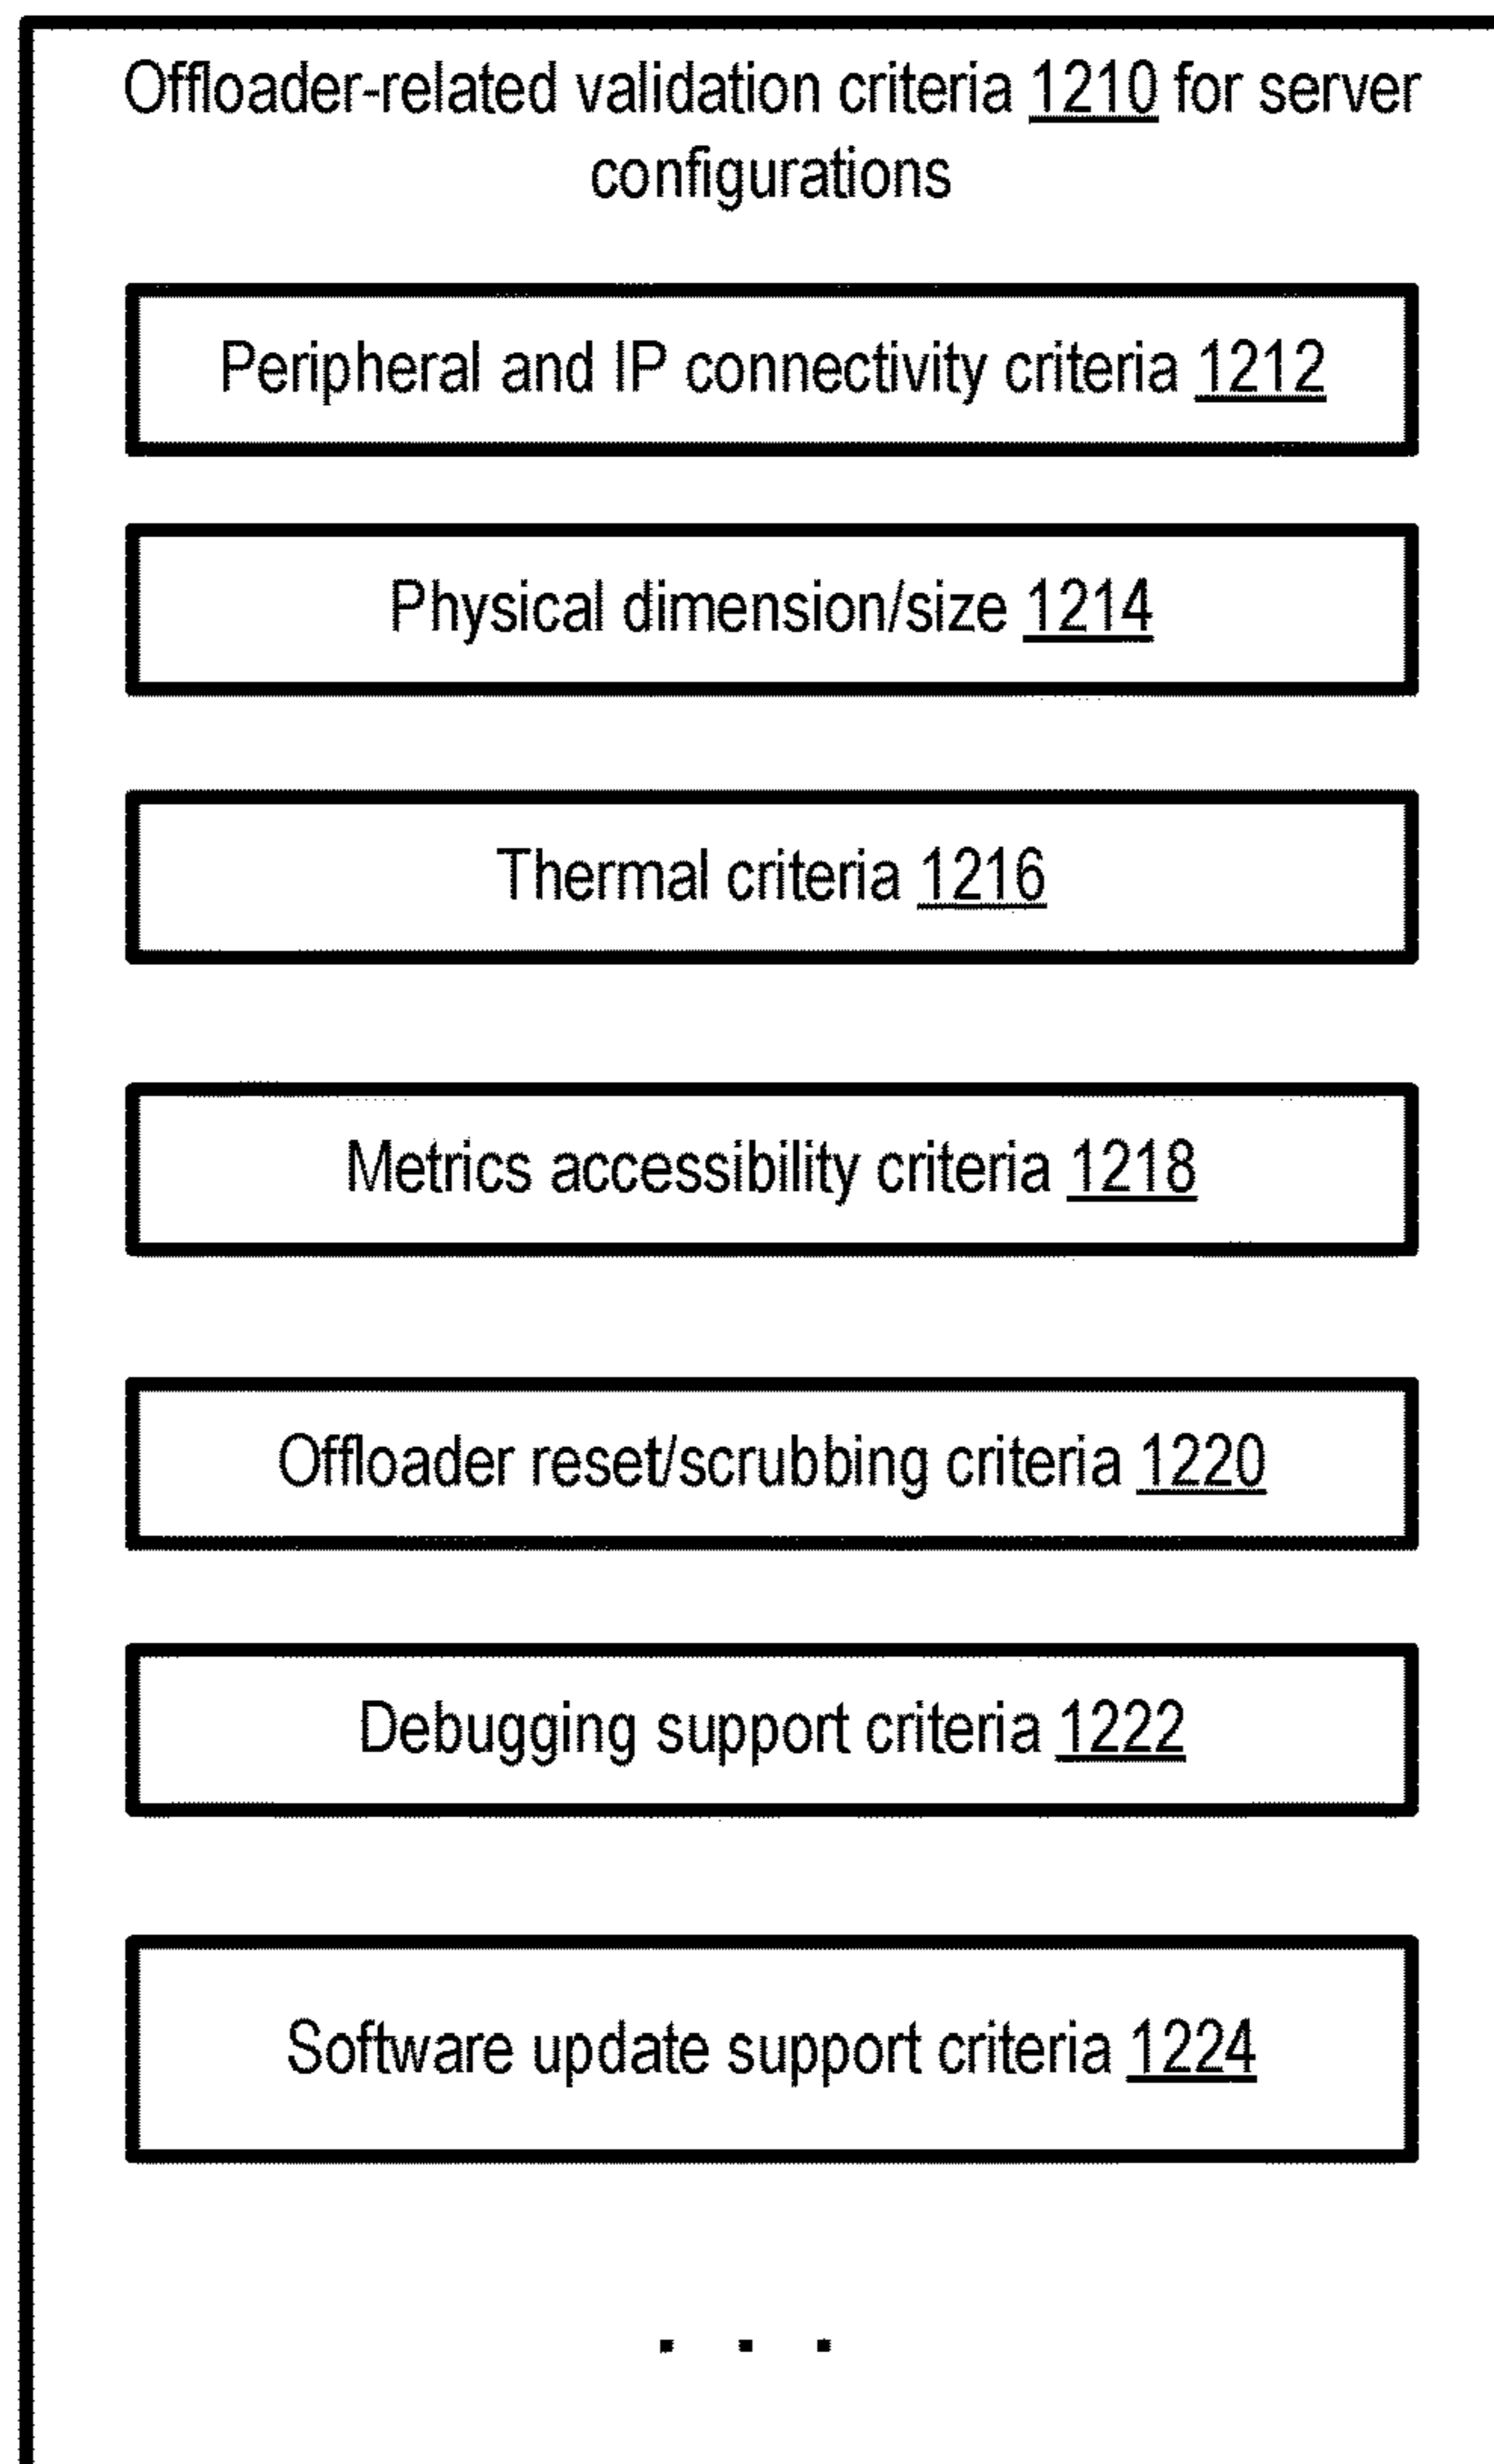 Offloader-related validation criteria 1210 for server
configurations
Peripheral and IP connectivity criteria 1212
Physical dimension/size 1214
Thermal criteria 1216
Metrics accessibility criteria 1218
Offloader reset/scrubbing criteria 1220
Debugging support criteria 1222
Software update support criteria 1224
. . .